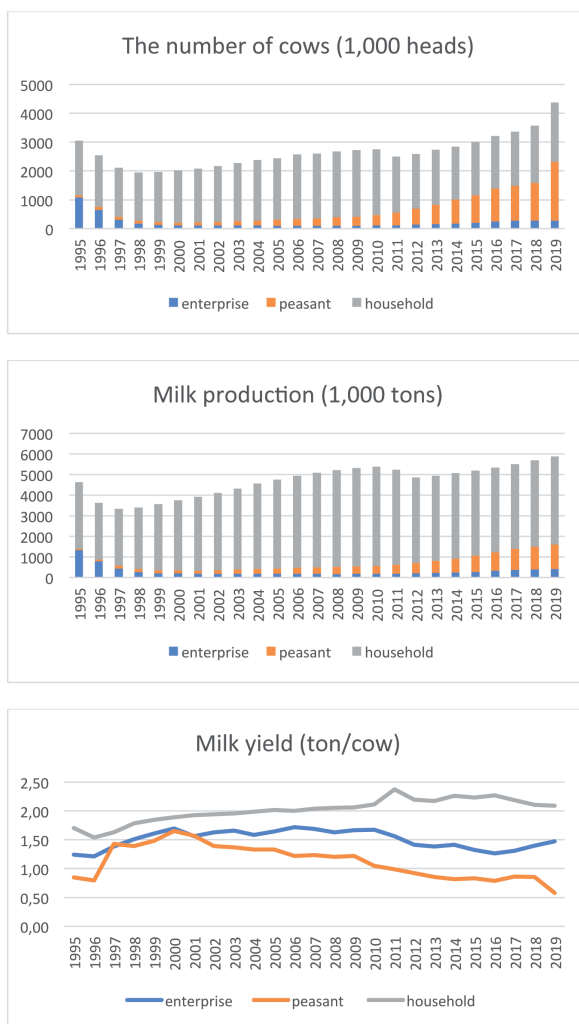 The number of cows (1,000 heads)
5000
4000
3000
2000
1000
0
1995 1996 1997 1998 1999 2000 2001 2002 2003 2004 2005 2006 2007 2008 2009 2010 2011 2012 2013 2014 2015 2016 2017 2018 2019
enterprise peasant household
Milk production (1,000 tons)
7000
6000
5000
4000
3000
2000
1000
0
1995 1996 1997 1998 1999 2000 2001 2002 2003 2004 2005 2006 2007 2008 2009 2010 2011 2012 2013 2014 2015 2016 2017 2018 2019
enterprise peasant household
Milk yield (ton/cow)
2,50
2,00
1,50
1,00
0,50
0,00
1995 1996 1997 1998 1999 2000 2001 2002 2003 2004 2005 2006 2007 2008 2009 2010 2011 2012 2013 2014 2015 2016 2017 2018 2019
enterprise peasant household